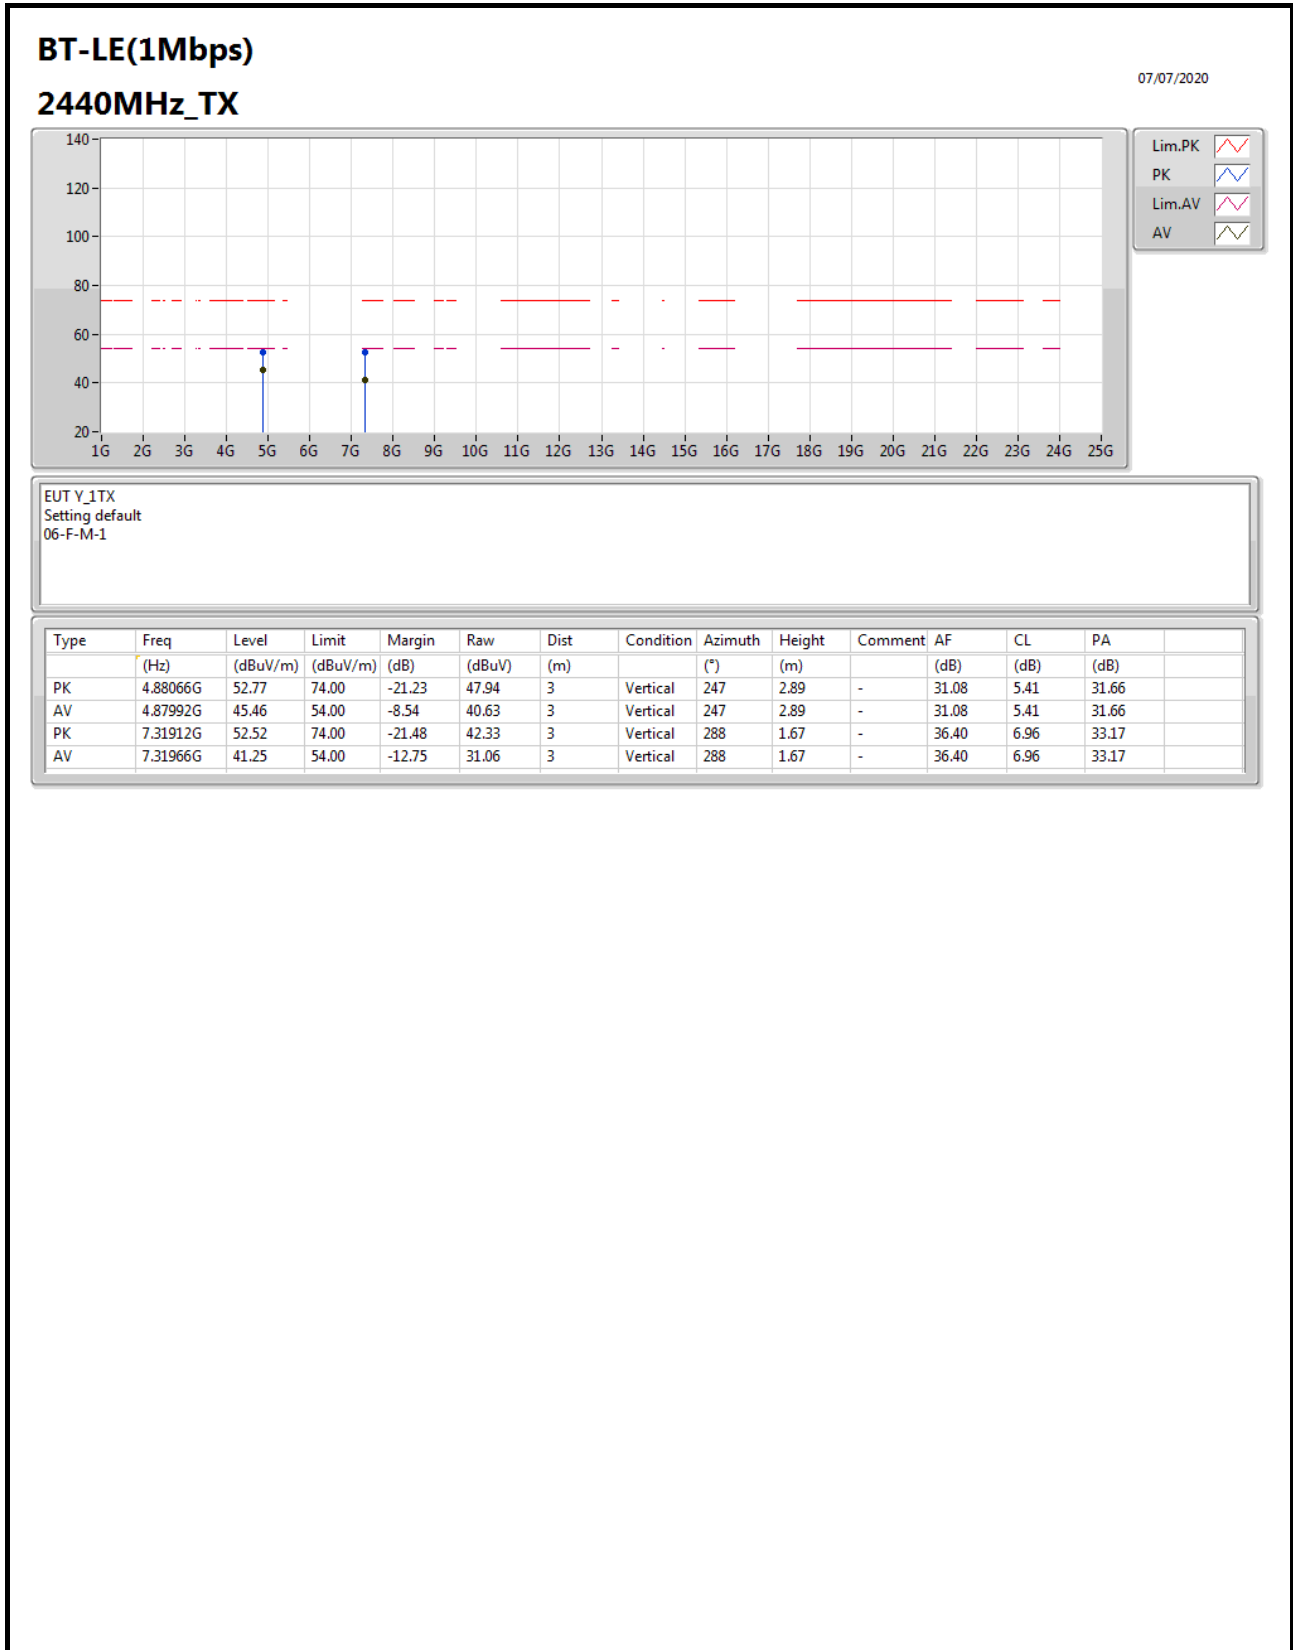 BT-LE(1Mbps)
07/07/2020
2440MHz_TX
140
120
100
80
60
40
20
1G 2G 3G 4G 5G 6G 7G 8G 9G 10G 11G 12G 13G 14G 15G 16G 17G 18G 19G 20G 21G 22G 23G 24G 25G
Lim.PK
PK
Lim.AV
AV
EUT Y_1TX
Setting default
06-F-M-1
Type Freq Level Limit Margin Raw Dist Condition Azimuth Height Comment AF CL PA
(Hz) (dBuV/m) (dBuV/m) (dB) (dBuV) (m) (°) (m) (dB) (dB) (dB)
PK 4.88066G 52.77 74.00 -21.23 47.94 3 Vertical 247 2.89 - 31.08 5.41 31.66
AV 4.87992G 45.46 54.00 -8.54 40.63 3 Vertical 247 2.89 - 31.08 5.41 31.66
PK 7.31912G 52.52 74.00 -21.48 42.33 3 Vertical 288 1.67 - 36.40 6.96 33.17
AV 7.31966G 41.25 54.00 -12.75 31.06 3 Vertical 288 1.67 - 36.40 6.96 33.17